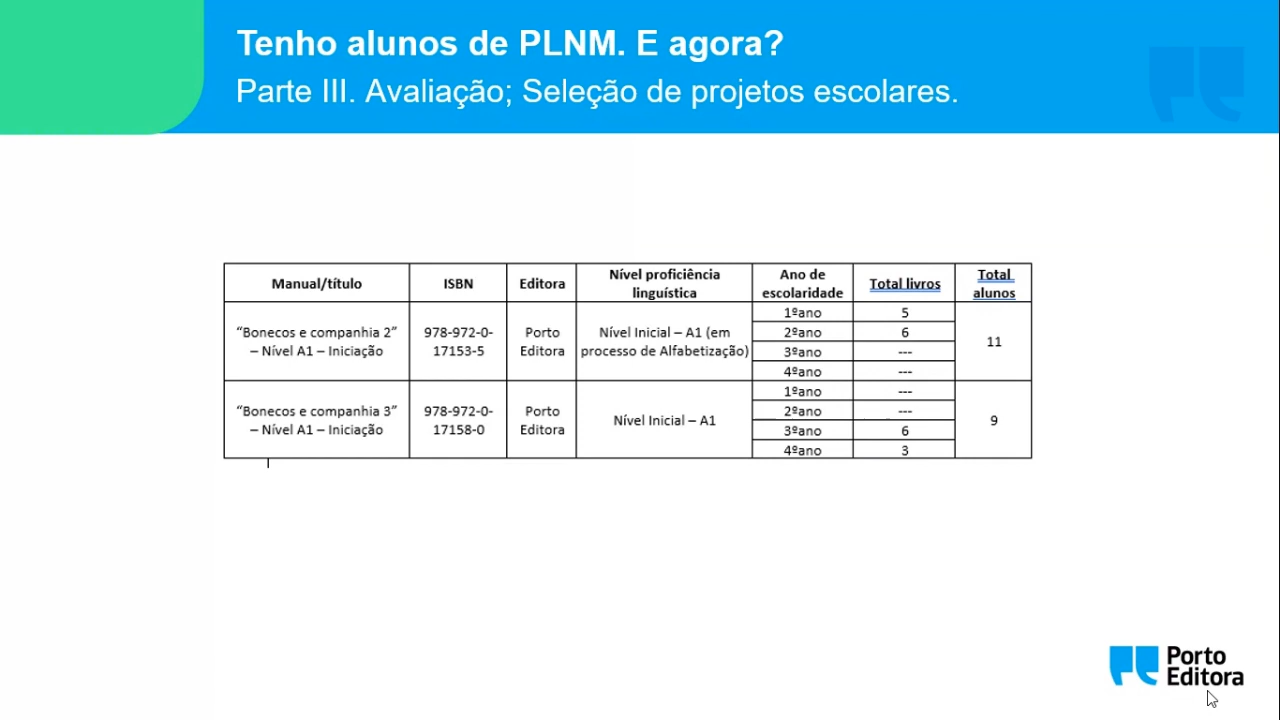 Tenho alunos de PLNM. E agora?
Parte III. Avaliação; Seleção de projetos escolares.
Manual/título
ISBN
Editora
Nível proficiência
linguística
Ano de
escolaridade
Total livros
Total
alunos
“Bonecos e companhia 2”
– Nível A1 – Iniciação
978-972-0-
17153-5
Porto
Editora
Nível Inicial – A1 (em
processo de Alfabetização)
1ºano
5
2ºano
6
3ºano
---
4ºano
---
11
“Bonecos e companhia 3”
– Nível A1 – Iniciação
978-972-0-
17158-0
Porto
Editora
Nível Inicial – A1
1ºano
---
2ºano
---
3ºano
6
4ºano
3
9
Porto
Editora